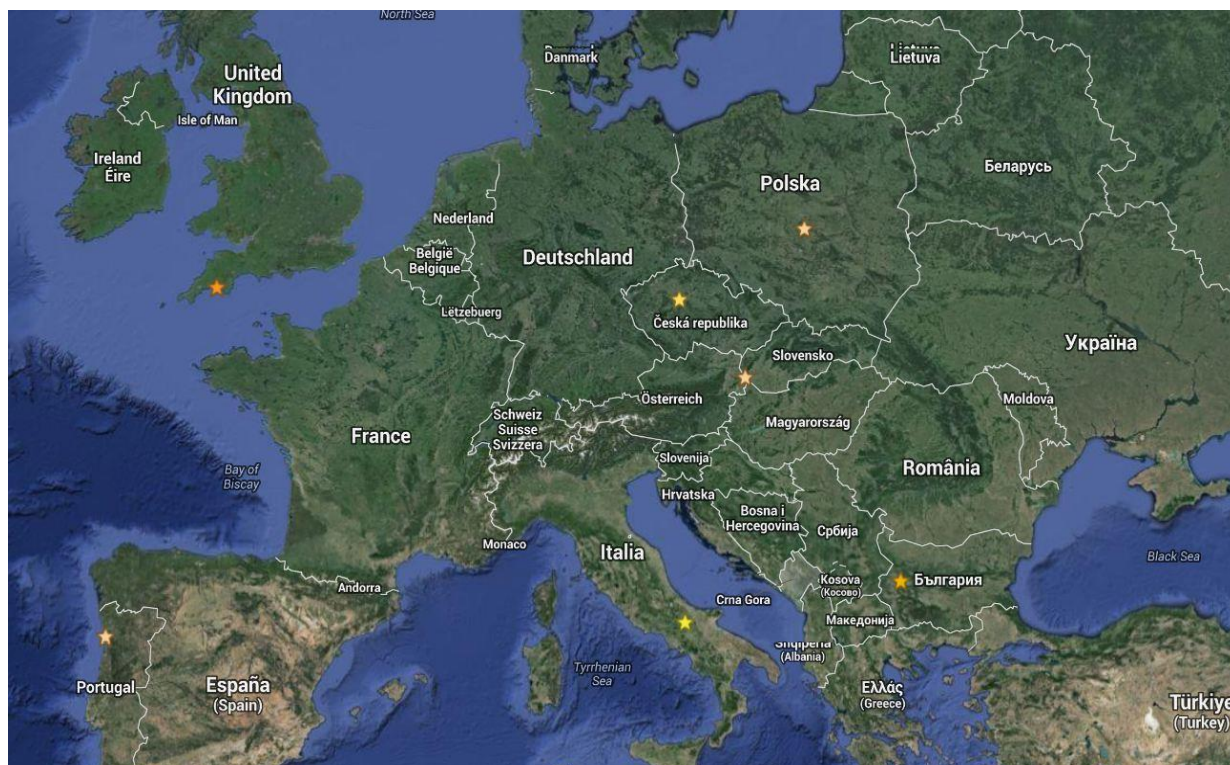 North Sea
Danmark
Lietuva
United
Kingdom
Isle of Man
Ireland
Éire
Беларусь
Polska
Nederland
België
Belgique
Deutschland
Lëtzebuerg
Česká republika
Україна
Slovensko
Österreich
Moldova
Schweiz
Suisse
Svizzera
Magyarország
France
Slovenija
România
Bay of
Biscay
Hrvatska
Bosna i
Hercegovina
Србија
Monaco
Italia
Black Sea
Andorra
Kosova
(Косово)
България
Crna Gora
Македонија
Shqipëria
(Albania)
Tyrrhenian
Sea
Portugal
España
(Spain)
Ελλάς
(Greece)
Türkiye
(Turkey)